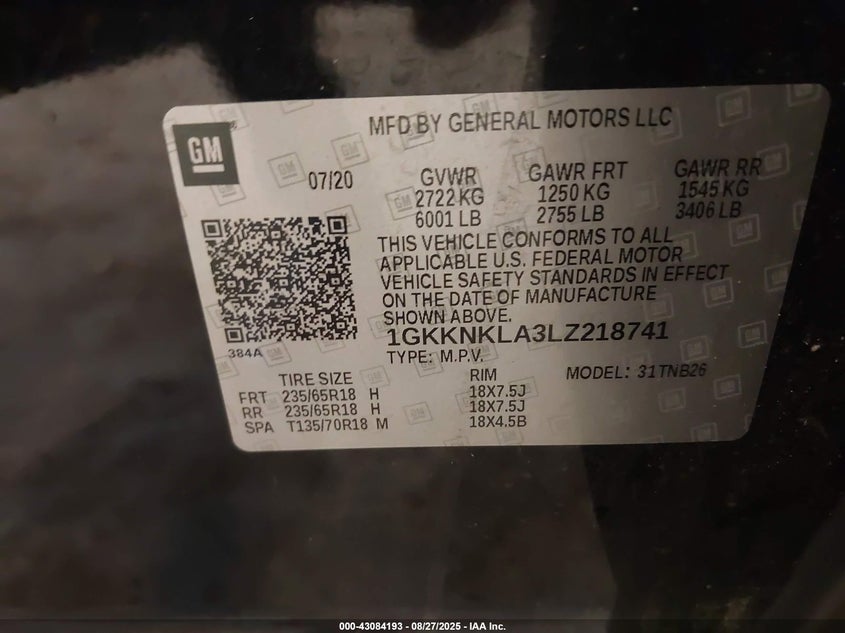 GM
MFD BY GENERAL MOTORS LLC
07/20
GVWR
2722 KG
6001 LB
GAWR FRT
1250 KG
2755 LB
GAWR RR
1545 KG
3406 LB
THIS VEHICLE CONFORMS TO ALL
APPLICABLE U.S. FEDERAL MOTOR
VEHICLE SAFETY STANDARDS IN EFFECT
ON THE DATE OF MANUFACTURE
SHOWN ABOVE.
384A
1GKKNKLA3LZ218741
TYPE: M.P.V.
MODEL: 31TNB26
TIRE SIZE RIM
FRT 235/65R18 H 18X7.5J
RR 235/65R18 H 18X7.5J
SPA T135/70R18 M 18X4.5B
000-43084193 - 08/27/2025 - IAA Inc.